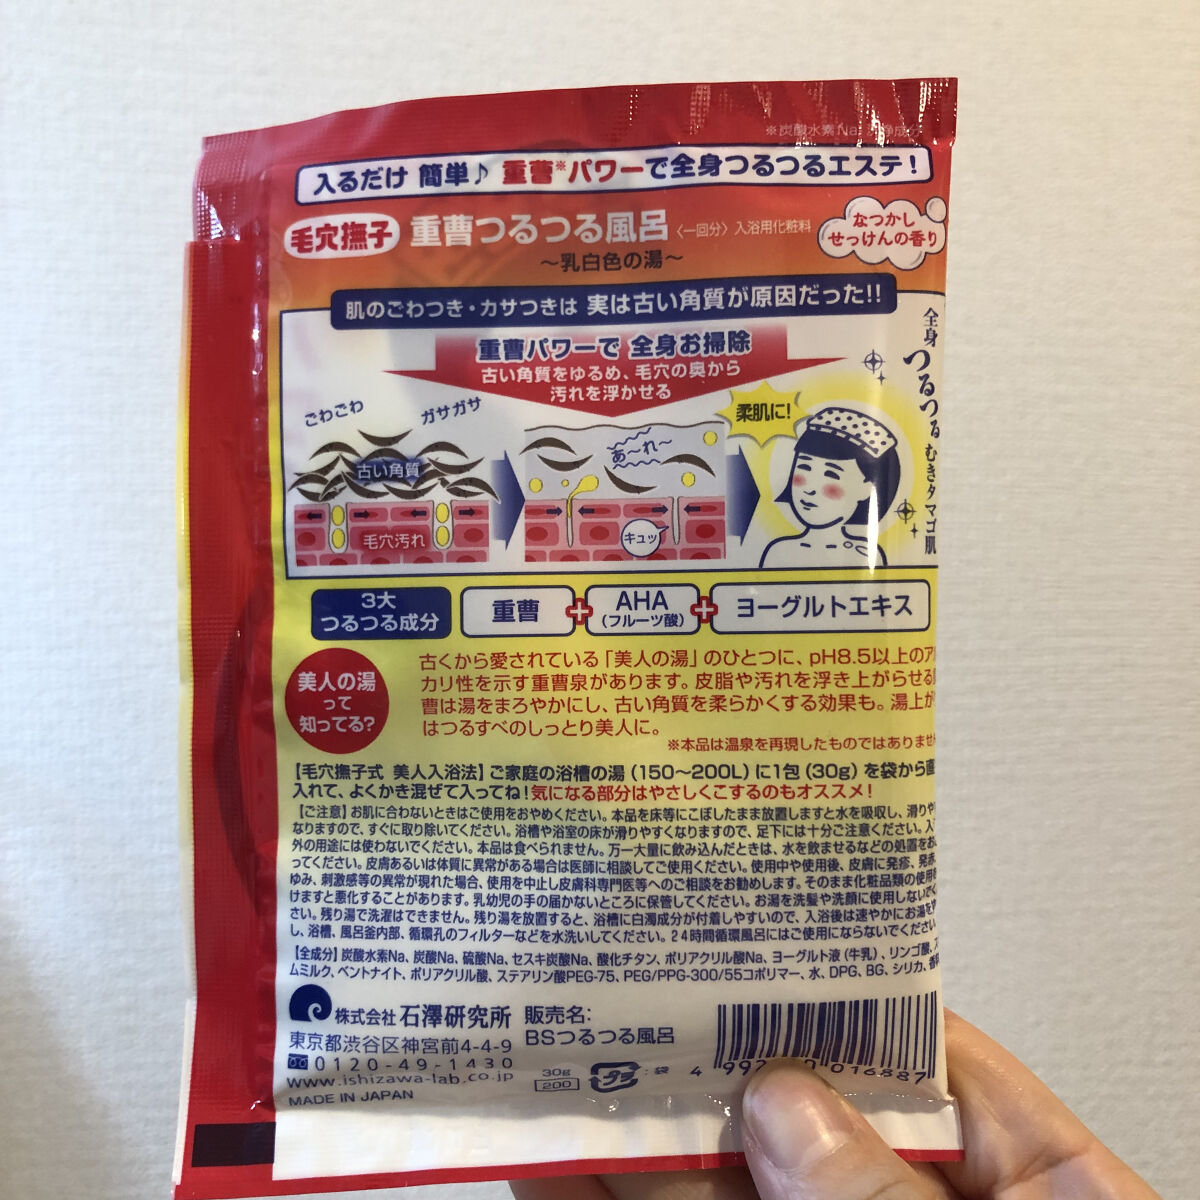 ※炭酸水素Na:洗浄成分
入るだけ 簡単♪ 重曹※パワーで全身つるつるエステ!
毛穴撫子 重曹つるつる風呂 〈一回分〉入浴用化粧料
~乳白色の湯~
なつかし
せっけんの香り
肌のごわつき・カサつきは 実は古い角質が原因だった!!
重曹パワーで 全身お掃除
古い角質をゆるめ、毛穴の奥から
汚れを浮かせる
ごわごわ
ガサガサ
古い角質
毛穴汚れ
あ~れ~
キュッ
柔肌に!
全身つるつるむきタマゴ肌
3大
つるつる成分
重曹 + AHA + ヨーグルトエキス
(フルーツ酸)
美人の湯
って
知ってる?
古くから愛されている「美人の湯」のひとつに、pH8.5以上のア
カリ性を示す重曹泉があります。皮脂や汚れを浮き上がらせる
曹は湯をまろやかにし、古い角質を柔らかくする効果も。湯上が
はつるすべのしっとり美人に。
※本品は温泉を再現したものではありませ
【毛穴撫子式 美人入浴法】ご家庭の浴槽の湯(150~200L)に1包(30g)を袋から直
入れて、よくかき混ぜて入ってね!気になる部分はやさしくこするのもオススメ!
【ご注意】お肌に合わないときはご使用をおやめください。本品を床等にこぼしたまま放置しますと水を吸収し、滑りや
なりますので、すぐに取り除いてください。浴槽や浴室の床が滑りやすくなりますので、足下には十分ご注意ください。入
外の用途には使わないでください。本品は食べられません。万一大量に飲み込んだときは、水を飲ませるなどの処置をお
ってください。皮膚あるいは体質に異常がある場合は医師に相談してご使用ください。使用中や使用後、皮膚に発疹、発赤、
ゆみ、刺激感等の異常が現れた場合、使用を中止し皮膚科専門医等へのご相談をお勧めします。そのまま化粧品類の使用を
けますと悪化することがあります。乳幼児の手の届かないところに保管してください。お湯を洗髪や洗顔に使用しないでく
さい。残り湯で洗濯はできません。残り湯を放置すると、浴槽に白濁成分が付着しやすいので、入浴後は速やかにお湯を
し、浴槽、風呂釜内部、循環孔のフィルターなどを水洗いしてください。24時間循環風呂にはご使用にならないでください。
【全成分】炭酸水素Na、炭酸Na、硫酸Na、セスキ炭酸Na、酸化チタン、ポリアクリル酸Na、ヨーグルト液(牛乳)、リンゴ酸、ス
ムミルク、ベントナイト、ポリアクリル酸、ステアリン酸PEG-75、PEG/PPG-300/55コポリマー、水、DPG、BG、シリカ、香料
株式会社 石澤研究所
東京都渋谷区神宮前4-4-9
0120-49-1430
www.ishizawa-lab.co.jp
MADE IN JAPAN
販売名:
BSつるつる風呂
30g
200
プラ :袋
4 992 0 016887